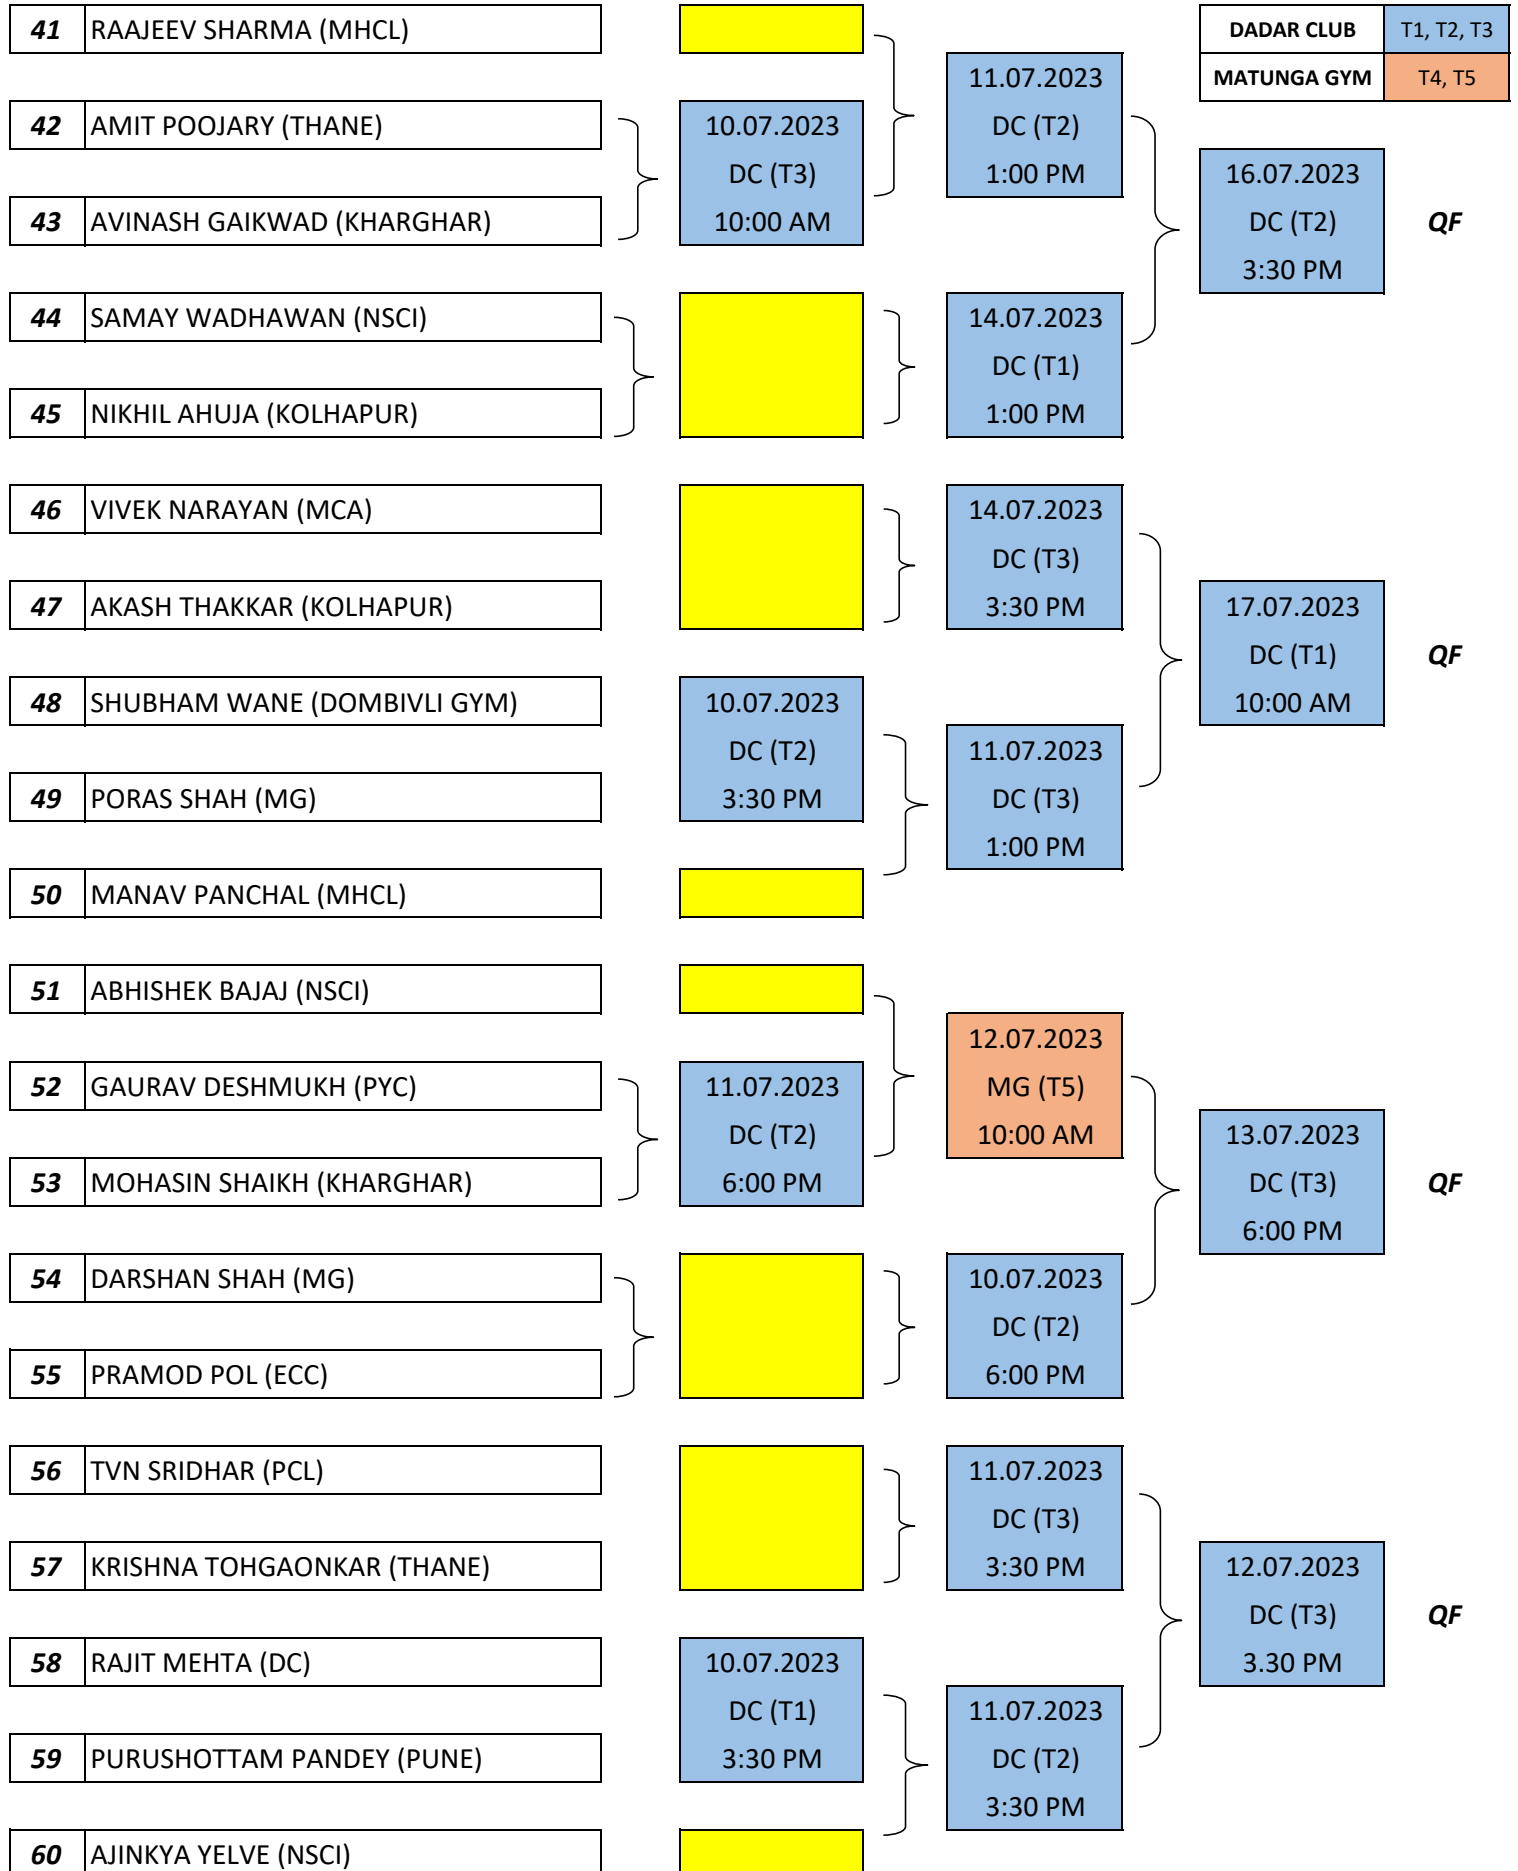 41 RAAJEEV SHARMA (MHCL) DADAR CLUB T1, T2, T3
11.07.2023 MATUNGA GYM T4, T5
42 AMIT POOJARY (THANE) 10.07.2023 DC (T2)
DC (T3) 1:00 PM 16.07.2023
43 AVINASH GAIKWAD (KHARGHAR) 10:00 AM DC (T2) QF
3:30 PM
44 SAMAY WADHAWAN (NSCI) 14.07.2023
DC (T1)
45 NIKHIL AHUJA (KOLHAPUR) 1:00 PM
46 VIVEK NARAYAN (MCA) 14.07.2023
DC (T3)
47 AKASH THAKKAR (KOLHAPUR) 3:30 PM 17.07.2023
DC (T1) QF
48 SHUBHAM WANE (DOMBIVLI GYM) 10.07.2023 10:00 AM
DC (T2) 11.07.2023
49 PORAS SHAH (MG) 3:30 PM DC (T3)
1:00 PM
50 MANAV PANCHAL (MHCL)
51 ABHISHEK BAJAJ (NSCI)
12.07.2023
52 GAURAV DESHMUKH (PYC) 11.07.2023 MG (T5)
DC (T2) 10:00 AM 13.07.2023
53 MOHASIN SHAIKH (KHARGHAR) 6:00 PM DC (T3) QF
6:00 PM
54 DARSHAN SHAH (MG) 10.07.2023
DC (T2)
55 PRAMOD POL (ECC) 6:00 PM
56 TVN SRIDHAR (PCL) 11.07.2023
DC (T3)
57 KRISHNA TOHGAONKAR (THANE) 3:30 PM 12.07.2023
DC (T3) QF
58 RAJIT MEHTA (DC) 10.07.2023 3.30 PM
DC (T1) 11.07.2023
59 PURUSHOTTAM PANDEY (PUNE) 3:30 PM DC (T2)
3:30 PM
60 AJINKYA YELVE (NSCI)